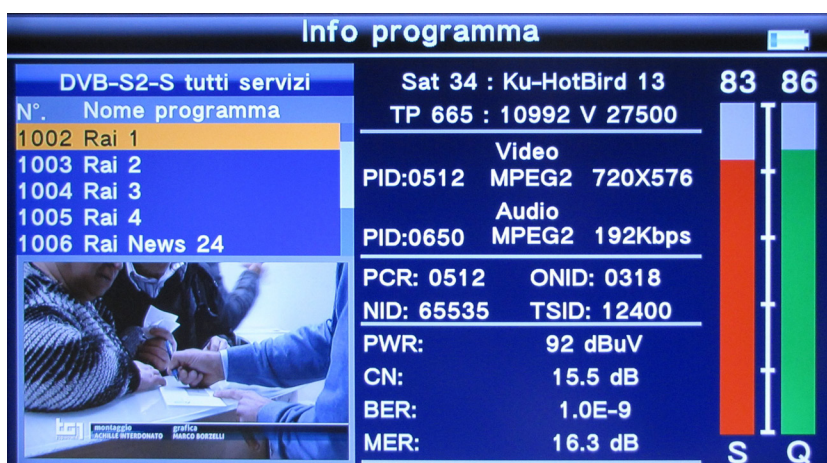 Info programma
DVB-S2-S tutti servizi
N°. Nome programma
1002 Rai 1
1003 Rai 2
1004 Rai 3
1005 Rai 4
1006 Rai News 24
tg1
montaggio
ACHILLE INTERDONATO
grafica
MARCO BORZELLI
Sat 34 : Ku-HotBird 13
TP 665 : 10992 V 27500
Video
PID:0512 MPEG2 720X576
Audio
PID:0650 MPEG2 192Kbps
PCR: 0512 ONID: 0318
NID: 65535 TSID: 12400
PWR: 92 dBuV
CN: 15.5 dB
BER: 1.0E-9
MER: 16.3 dB
83 86
S Q